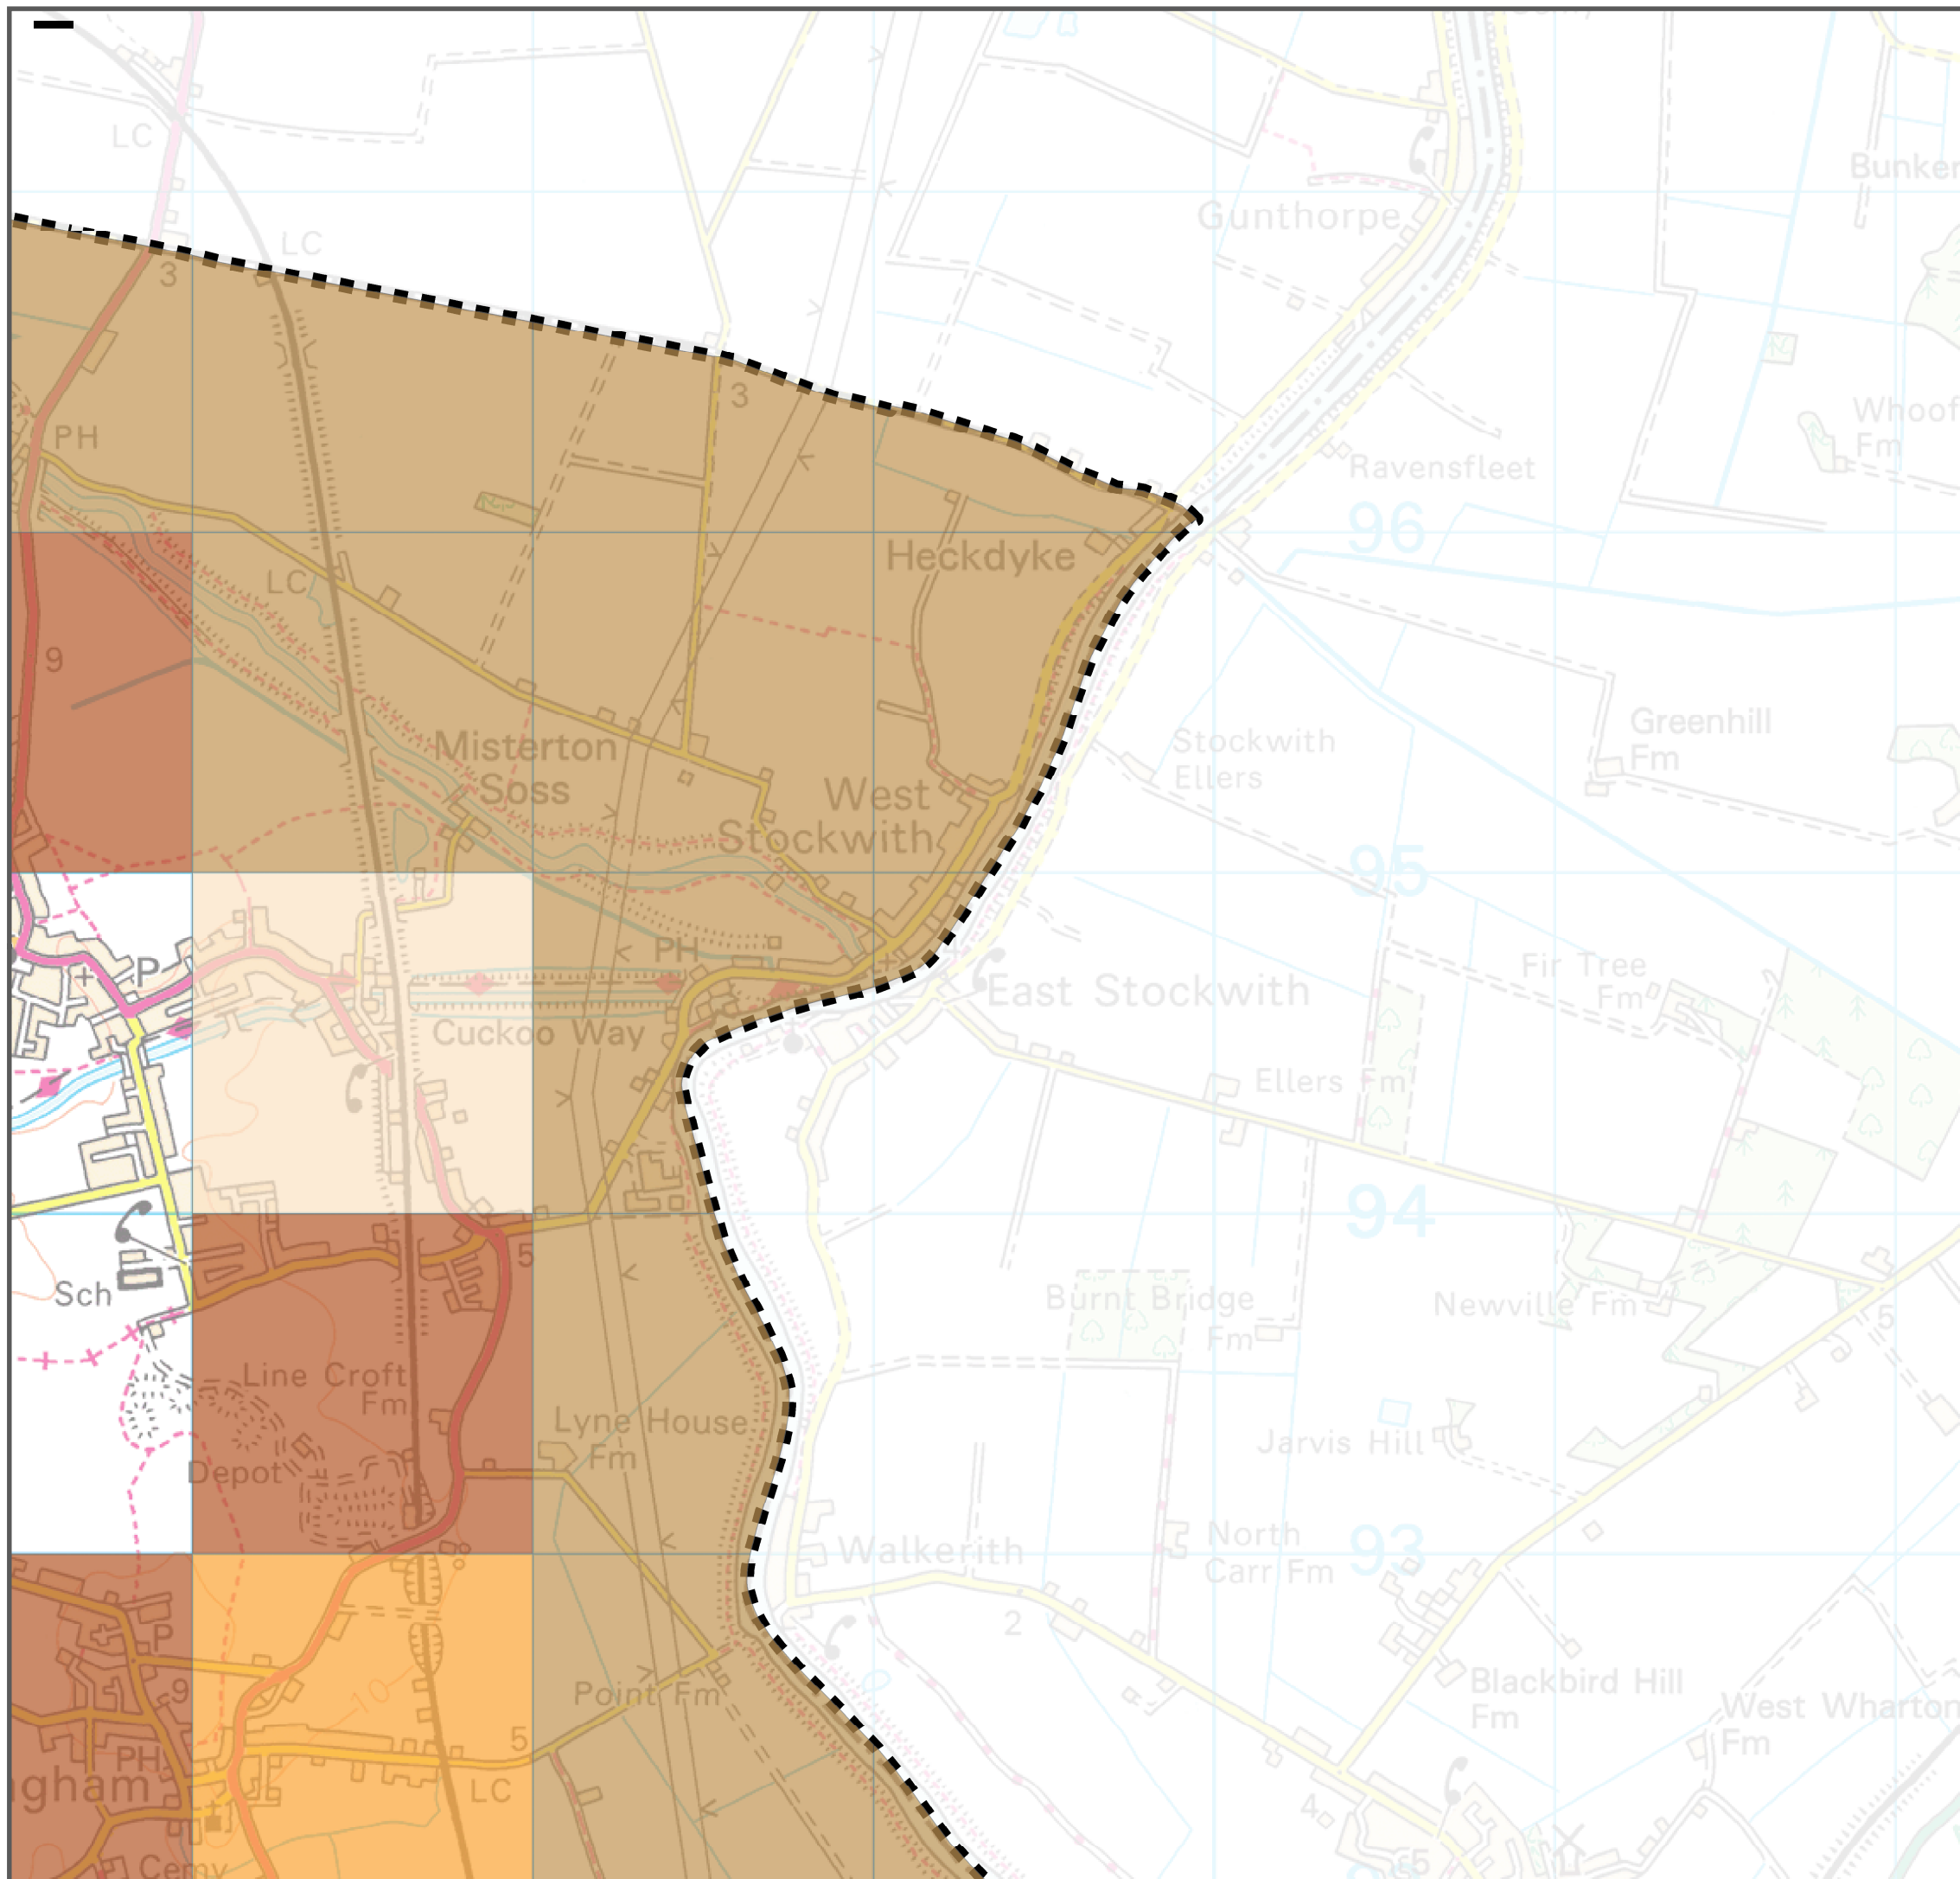 LC
Bunker
Gunthorpe
LC
3
3
PH
Whoof
Fm
Ravensfleet
96
Heckdyke
LC
9
Greenhill
Fm
Stockwith
Ellers
Misterton
Soss
West
Stockwith
95
PH
P
Fir Tree
Fm
East Stockwith
Cuckoo Way
Ellers Fm
94
5
Sch
Burnt Bridge
Fm
Newville Fm
5
Line Croft
Fm
Lyne House
Fm
Jarvis Hill
Depot
Walkerith
North
Carr Fm
93
2
P
9
10
Point Fm
Blackbird Hill
Fm
West Wharton
Fm
5
PH
gham
LC
4
5
Cemy